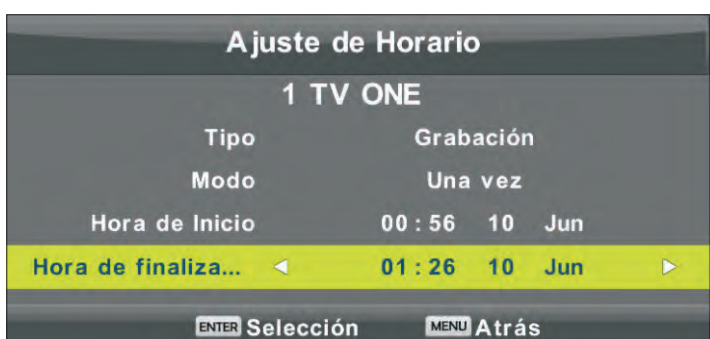 Ajuste de Horario
1 TV ONE
Tipo Grabación
Modo Una vez
Hora de Inicio 00:56 10 Jun
Hora de finaliza... 01:26 10 Jun
ENTER Selección MENU Atrás